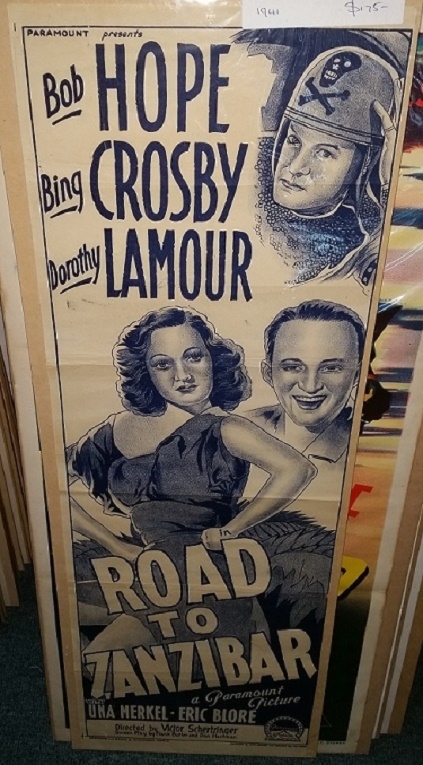 $175-
PARAMOUNT presents
Bob HOPE
Bing CROSBY
Dorothy LAMOUR
ROAD
TO
ZANZIBAR
a Paramount
Picture
UNA MERKEL - ERIC BLORE
Directed by Victor Schertzinger